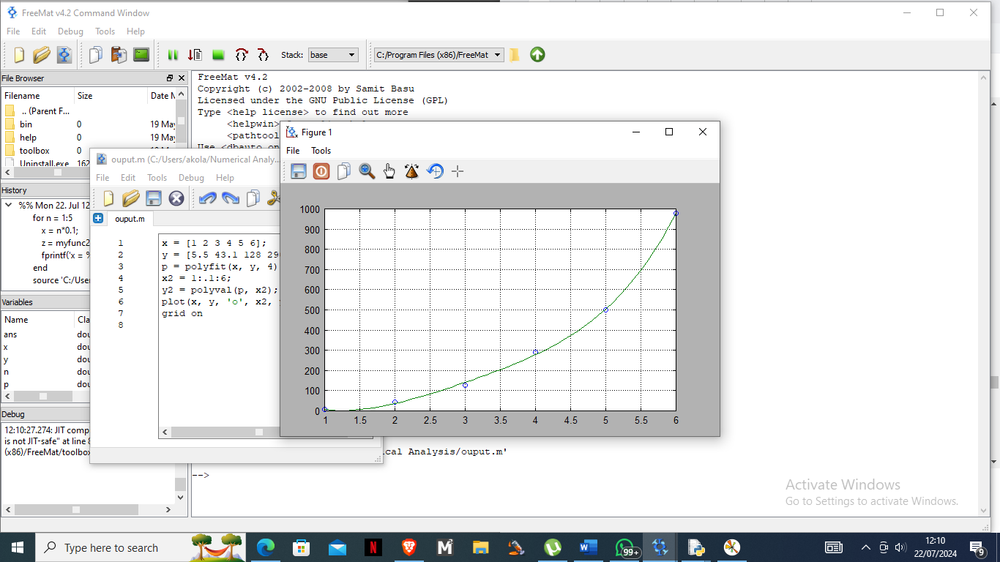 FreeMat v4.2 Command Window
File Edit Debug Tools Help
Stack: base C:/Program Files (x86)/FreeMat
File Browser
Filename Size Date
.. (Parent F...
bin 0 19 May
help 0 19 May
toolbox 0
Uninstall.exe 162
History
%% Mon 22. Jul 12
for n = 1:5
x = n*0.1;
z = myfunc2
fprintf('x = %
end
source 'C:/User
Variables
Name
ans
x
y
n
p
Debug
12:10:27.274: JIT comp
is not JIT-safe" at line 8
(x86)/FreeMat/toolbox
FreeMat v4.2
Copyright (c) 2002-2008 by Samit Basu
Licensed under the GNU Public License (GPL)
Type <help license> to find out more
<helpwin>
<pathtool
Use <dbauto on
ical Analysis/ouput.m'
-->
ouput.m (C:/Users/akola/Numerical Analy...
File Edit Tools Debug Help
ouput.m
1 x = [1 2 3 4 5 6];
2 y = [5.5 43.1 128 290
3 p = polyfit(x, y, 4)
4 x2 = 1:.1:6;
5 y2 = polyval(p, x2);
6 plot(x, y, 'o', x2,
7 grid on
8
Figure 1
File Tools
1000
900
800
700
600
500
400
300
200
100
0
1 1.5 2 2.5 3 3.5 4 4.5 5 5.5 6
Activate Windows
Go to Settings to activate Windows.
Type here to search
99+
12:10
22/07/2024
9